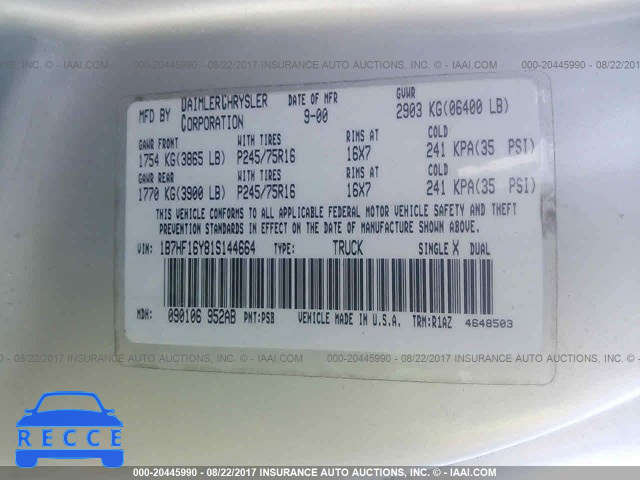 000-20445990 - 08/22/2017 INSURANCE AUTO AUCTIONS, INC. - © IAAI.COM
MFD BY DAIMLERCHRYSLER CORPORATION DATE OF MFR 9-00 GVWR 2903 KG(06400 LB)
GAWR FRONT WITH TIRES RIMS AT COLD
1754 KG(3865 LB) P245/75R16 16X7 241 KPA(35 PSI)
GAWR REAR WITH TIRES RIMS AT COLD
1770 KG(3900 LB) P245/75R16 16X7 241 KPA(35 PSI)
THIS VEHICLE CONFORMS TO ALL APPLICABLE FEDERAL MOTOR VEHICLE SAFETY AND THEFT
PREVENTION STANDARDS IN EFFECT ON THE DATE OF MANUFACTURE SHOWN ABOVE.
VIN: 1B7HF16Y81S144664 TYPE: TRUCK SINGLE X DUAL
MDH: 090106 952AB PNT:PSB VEHICLE MADE IN U.S.A. TRM:R1AZ 4648503
RECCE
000-20445990 - 08/22/2017 INSURANCE AUTO AUCTIONS, INC. - © IAAI.COM